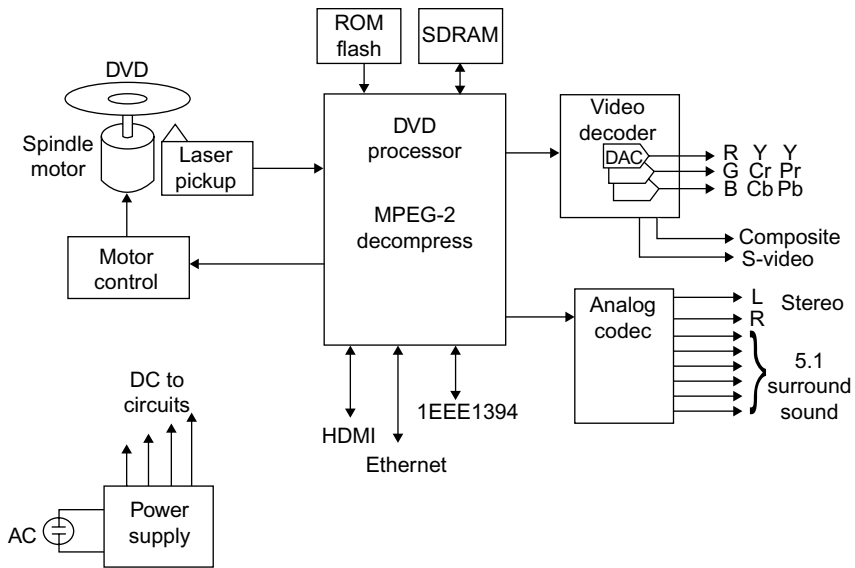 ROM
flash
SDRAM
DVD
Spindle
motor
Laser
pickup
DVD
processor
MPEG-2
decompress
Video
decoder
DAC
R Y Y
G Cr Pr
B Cb Pb
Composite
S-video
Motor
control
Analog
codec
L Stereo
R
5.1
surround
sound
HDMI
Ethernet
1EEE1394
DC to
circuits
AC
Power
supply